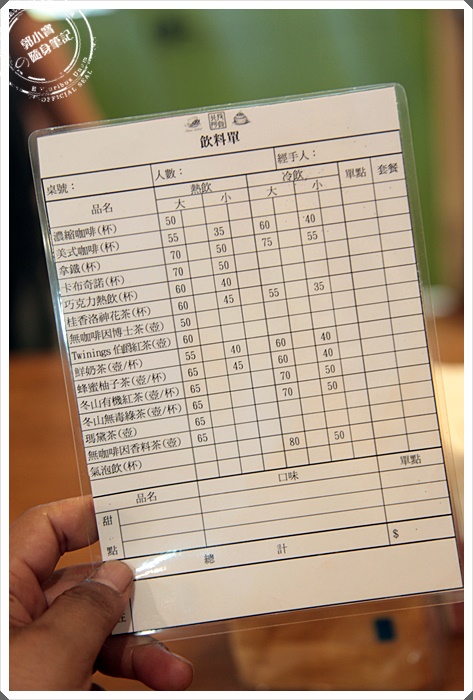 郭小寶
の隨身筆記
OFFICIAL SEAL
飲料單
桌號： 人數： 經手人：
品名 熱飲 冷飲 單點 套餐
大 小 大 小
濃縮咖啡(杯) 50
美式咖啡(杯) 55 35 60 40
拿鐵(杯) 70 50 75 55
卡布奇諾(杯) 70 50
巧克力熱飲(杯) 60 40
桂香洛神花茶(杯) 60 45 55 35
無咖啡因博士茶(壺) 50
Twinings 伯爵紅茶(壺) 60
鮮奶茶(壺/杯) 55 40 60 40
蜂蜜柚子茶(壺/杯) 65 45 60 40
冬山有機紅茶(壺/杯) 65 70 50
冬山無毒綠茶(壺/杯) 65 70 50
瑪黛茶(壺) 65
無咖啡因香料茶(壺) 65
氣泡飲(杯) 80 50
品名 口味 單點
甜
點
總 計 $